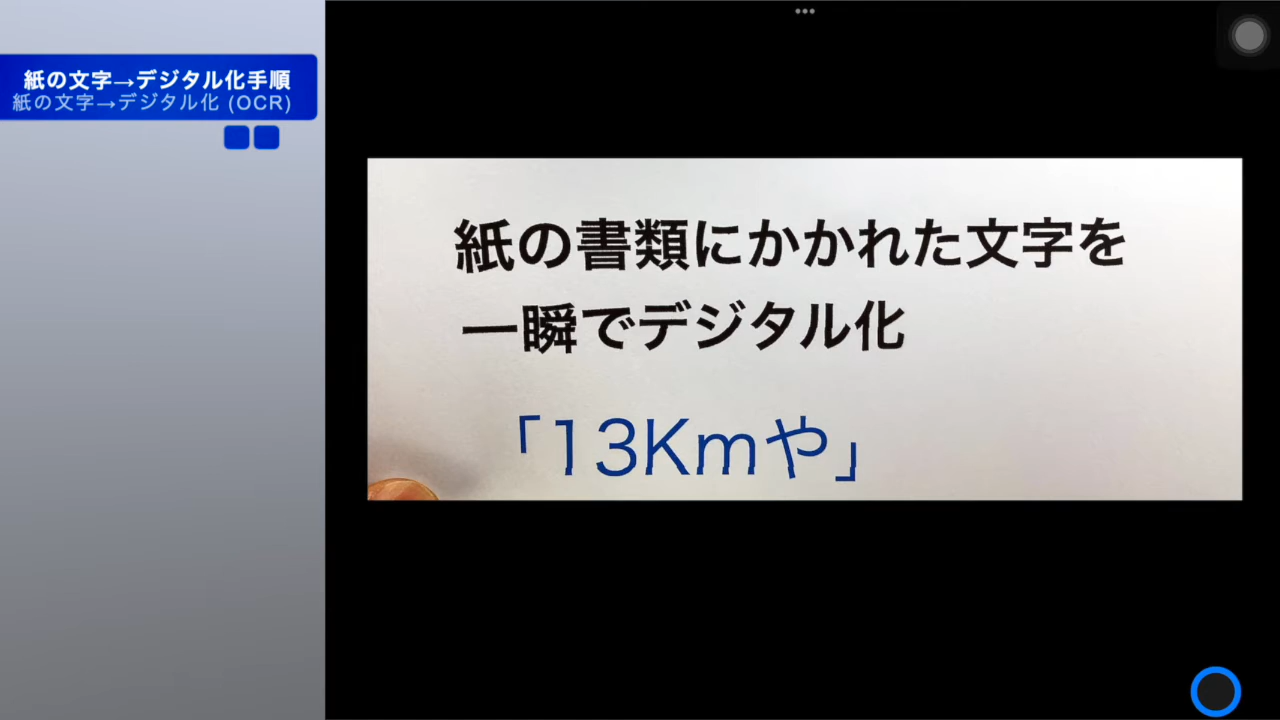 紙の文字→デジタル化手順
紙の文字→デジタル化 (OCR)
紙の書類にかかれた文字を
一瞬でデジタル化
「13Kmや」